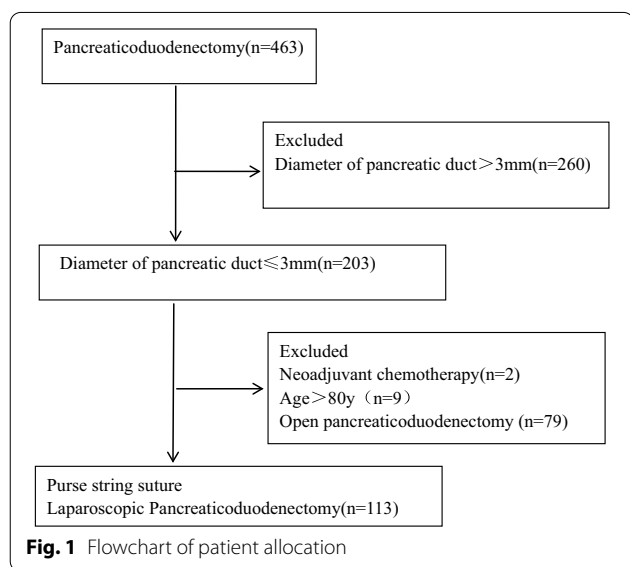 Pancreaticoduodenectomy(n=463)
Excluded
Diameter of pancreatic duct＞3mm(n=260)
Diameter of pancreatic duct≤3mm(n=203)
Excluded
Neoadjuvant chemotherapy(n=2)
Age＞80y（n=9）
Open pancreaticoduodenectomy (n=79)
Purse string suture
Laparoscopic Pancreaticoduodenectomy(n=113)
Fig. 1 Flowchart of patient allocation